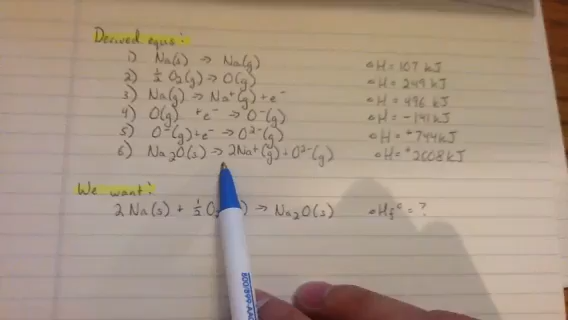 Derived eqns:
1) Na(s) → Na(g) ΔH = 107 kJ
2) ½ O₂(g) → O(g) ΔH = 249 kJ
3) Na(g) → Na⁺(g) + e⁻ ΔH = 496 kJ
4) O(g) + e⁻ → O⁻(g) ΔH = -141 kJ
5) O⁻(g) + e⁻ → O²⁻(g) ΔH = +744 kJ
6) Na₂O(s) → 2Na⁺(g) + O²⁻(g) ΔH = +2608 kJ
We want:
2 Na(s) + ½ O₂ ) → Na₂O(s) ΔHf° = ?